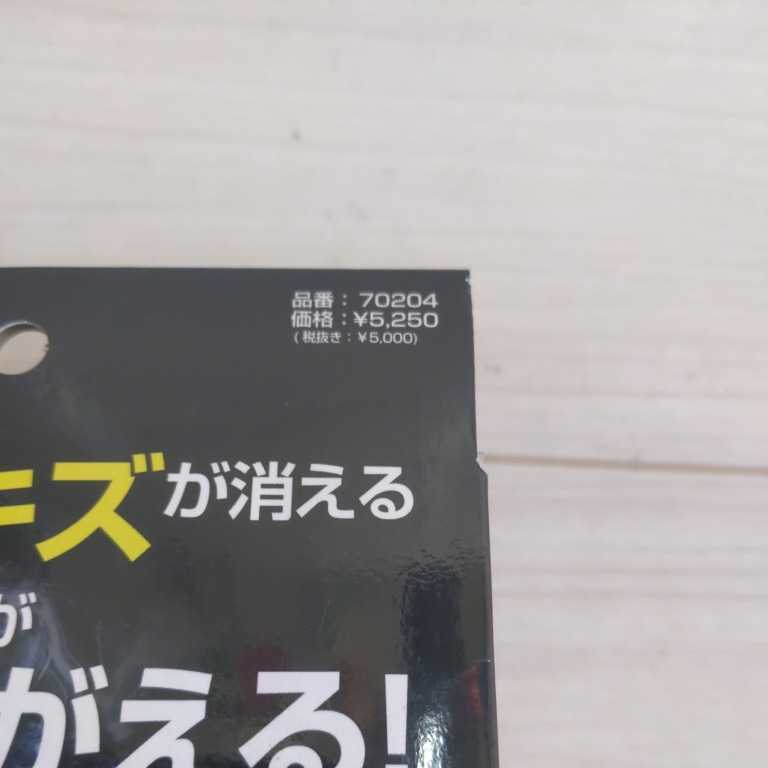 品番：70204
価格：¥5,250
(税抜き：¥5,000)
キズが消える
が
がえる!